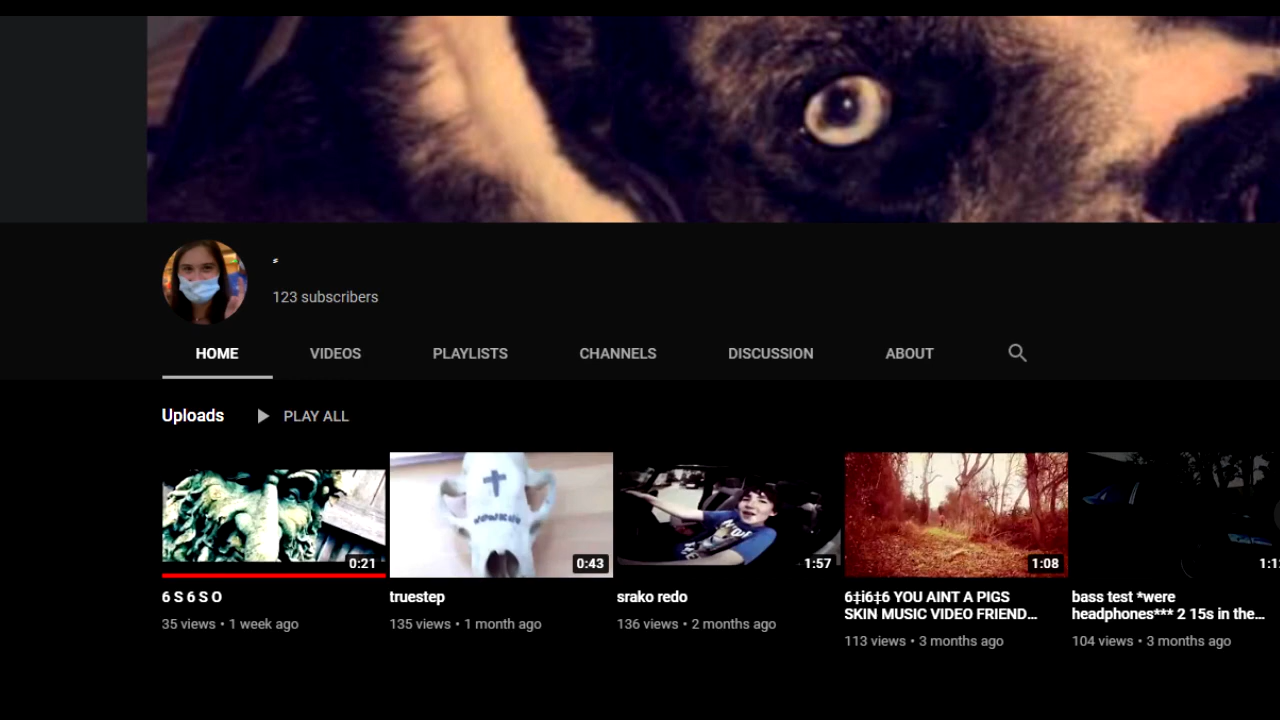 123 subscribers
HOME VIDEOS PLAYLISTS CHANNELS DISCUSSION ABOUT
Uploads PLAY ALL
0:21 0:43 1:57 1:08
6 S 6 S O
35 views • 1 week ago
truestep
135 views • 1 month ago
srako redo
136 views • 2 months ago
6‡i6‡6 YOU AINT A PIGS
SKIN MUSIC VIDEO FRIEND…
113 views • 3 months ago
bass test *were
headphones*** 2 15s in the…
104 views • 3 months ago